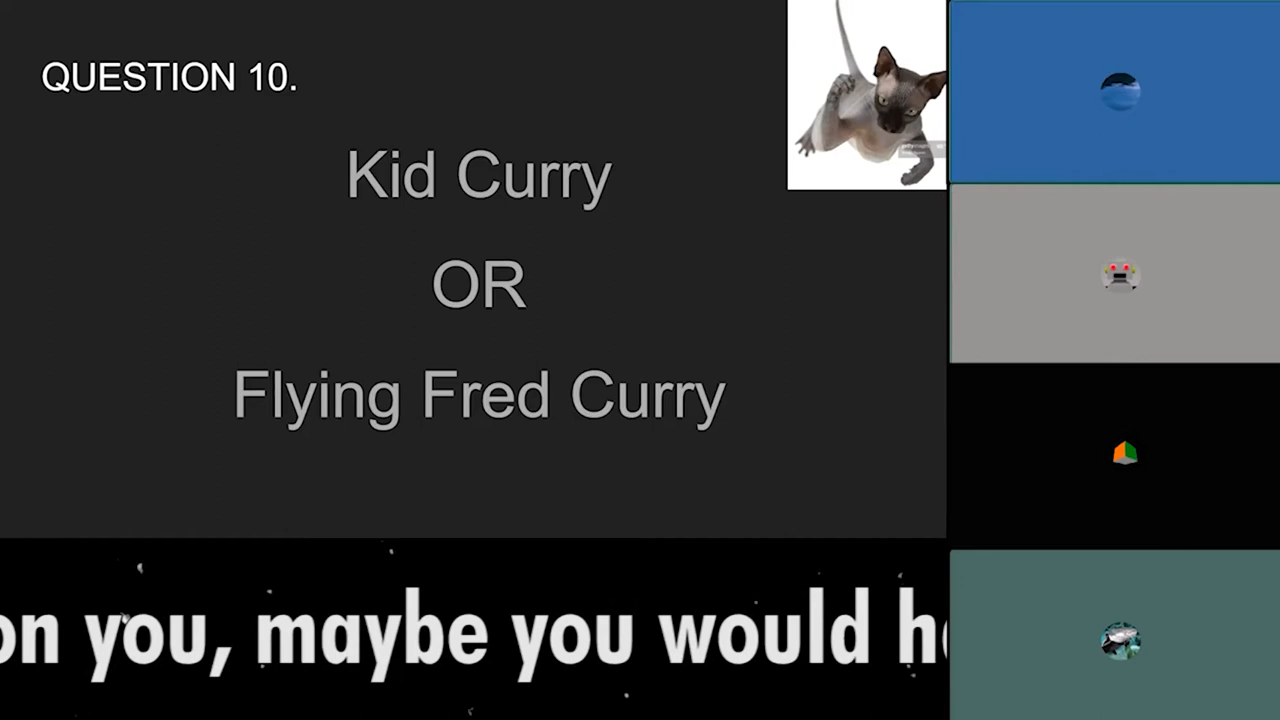 QUESTION 10.
Kid Curry
OR
Flying Fred Curry
on you, maybe you would